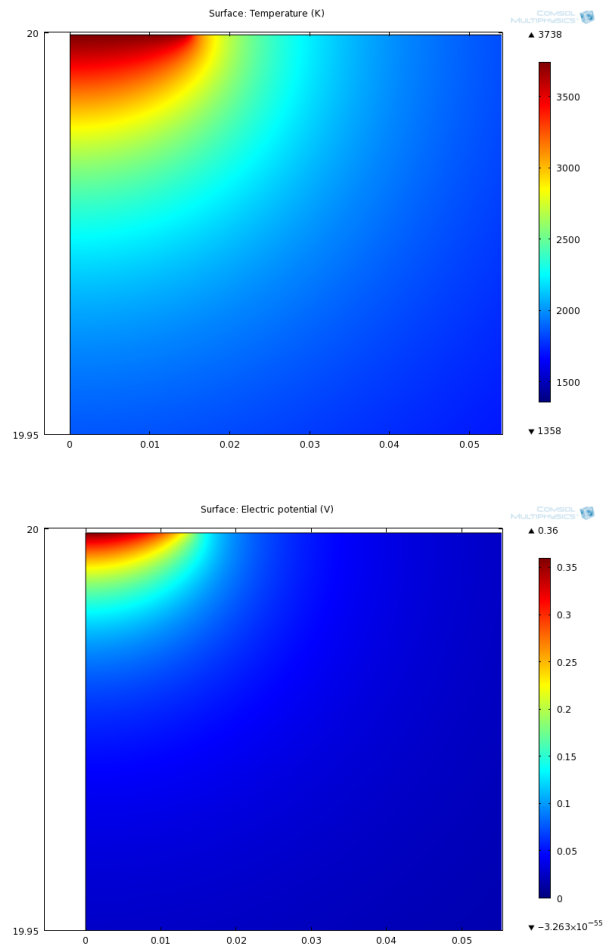 Surface: Temperature (K)
COMSOL
MULTIPHYSICS
20
▲ 3738
3500
3000
2500
2000
1500
19.95
▼ 1358
0 0.01 0.02 0.03 0.04 0.05
Surface: Electric potential (V)
COMSOL
MULTIPHYSICS
20
▲ 0.36
0.35
0.3
0.25
0.2
0.15
0.1
0.05
0
19.95
▼ −3.263×10⁻⁵⁵
0 0.01 0.02 0.03 0.04 0.05